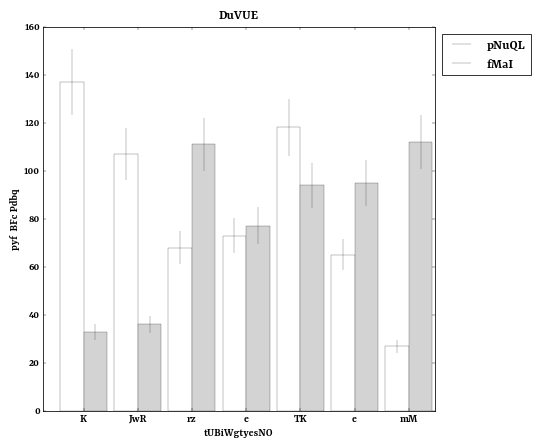 DuVUE
pNuQL
fMaI
160
140
120
100
80
60
40
20
0
pyf BFc Pdbq
K JwR rz c TK c mM
tUBiWgtycsNO